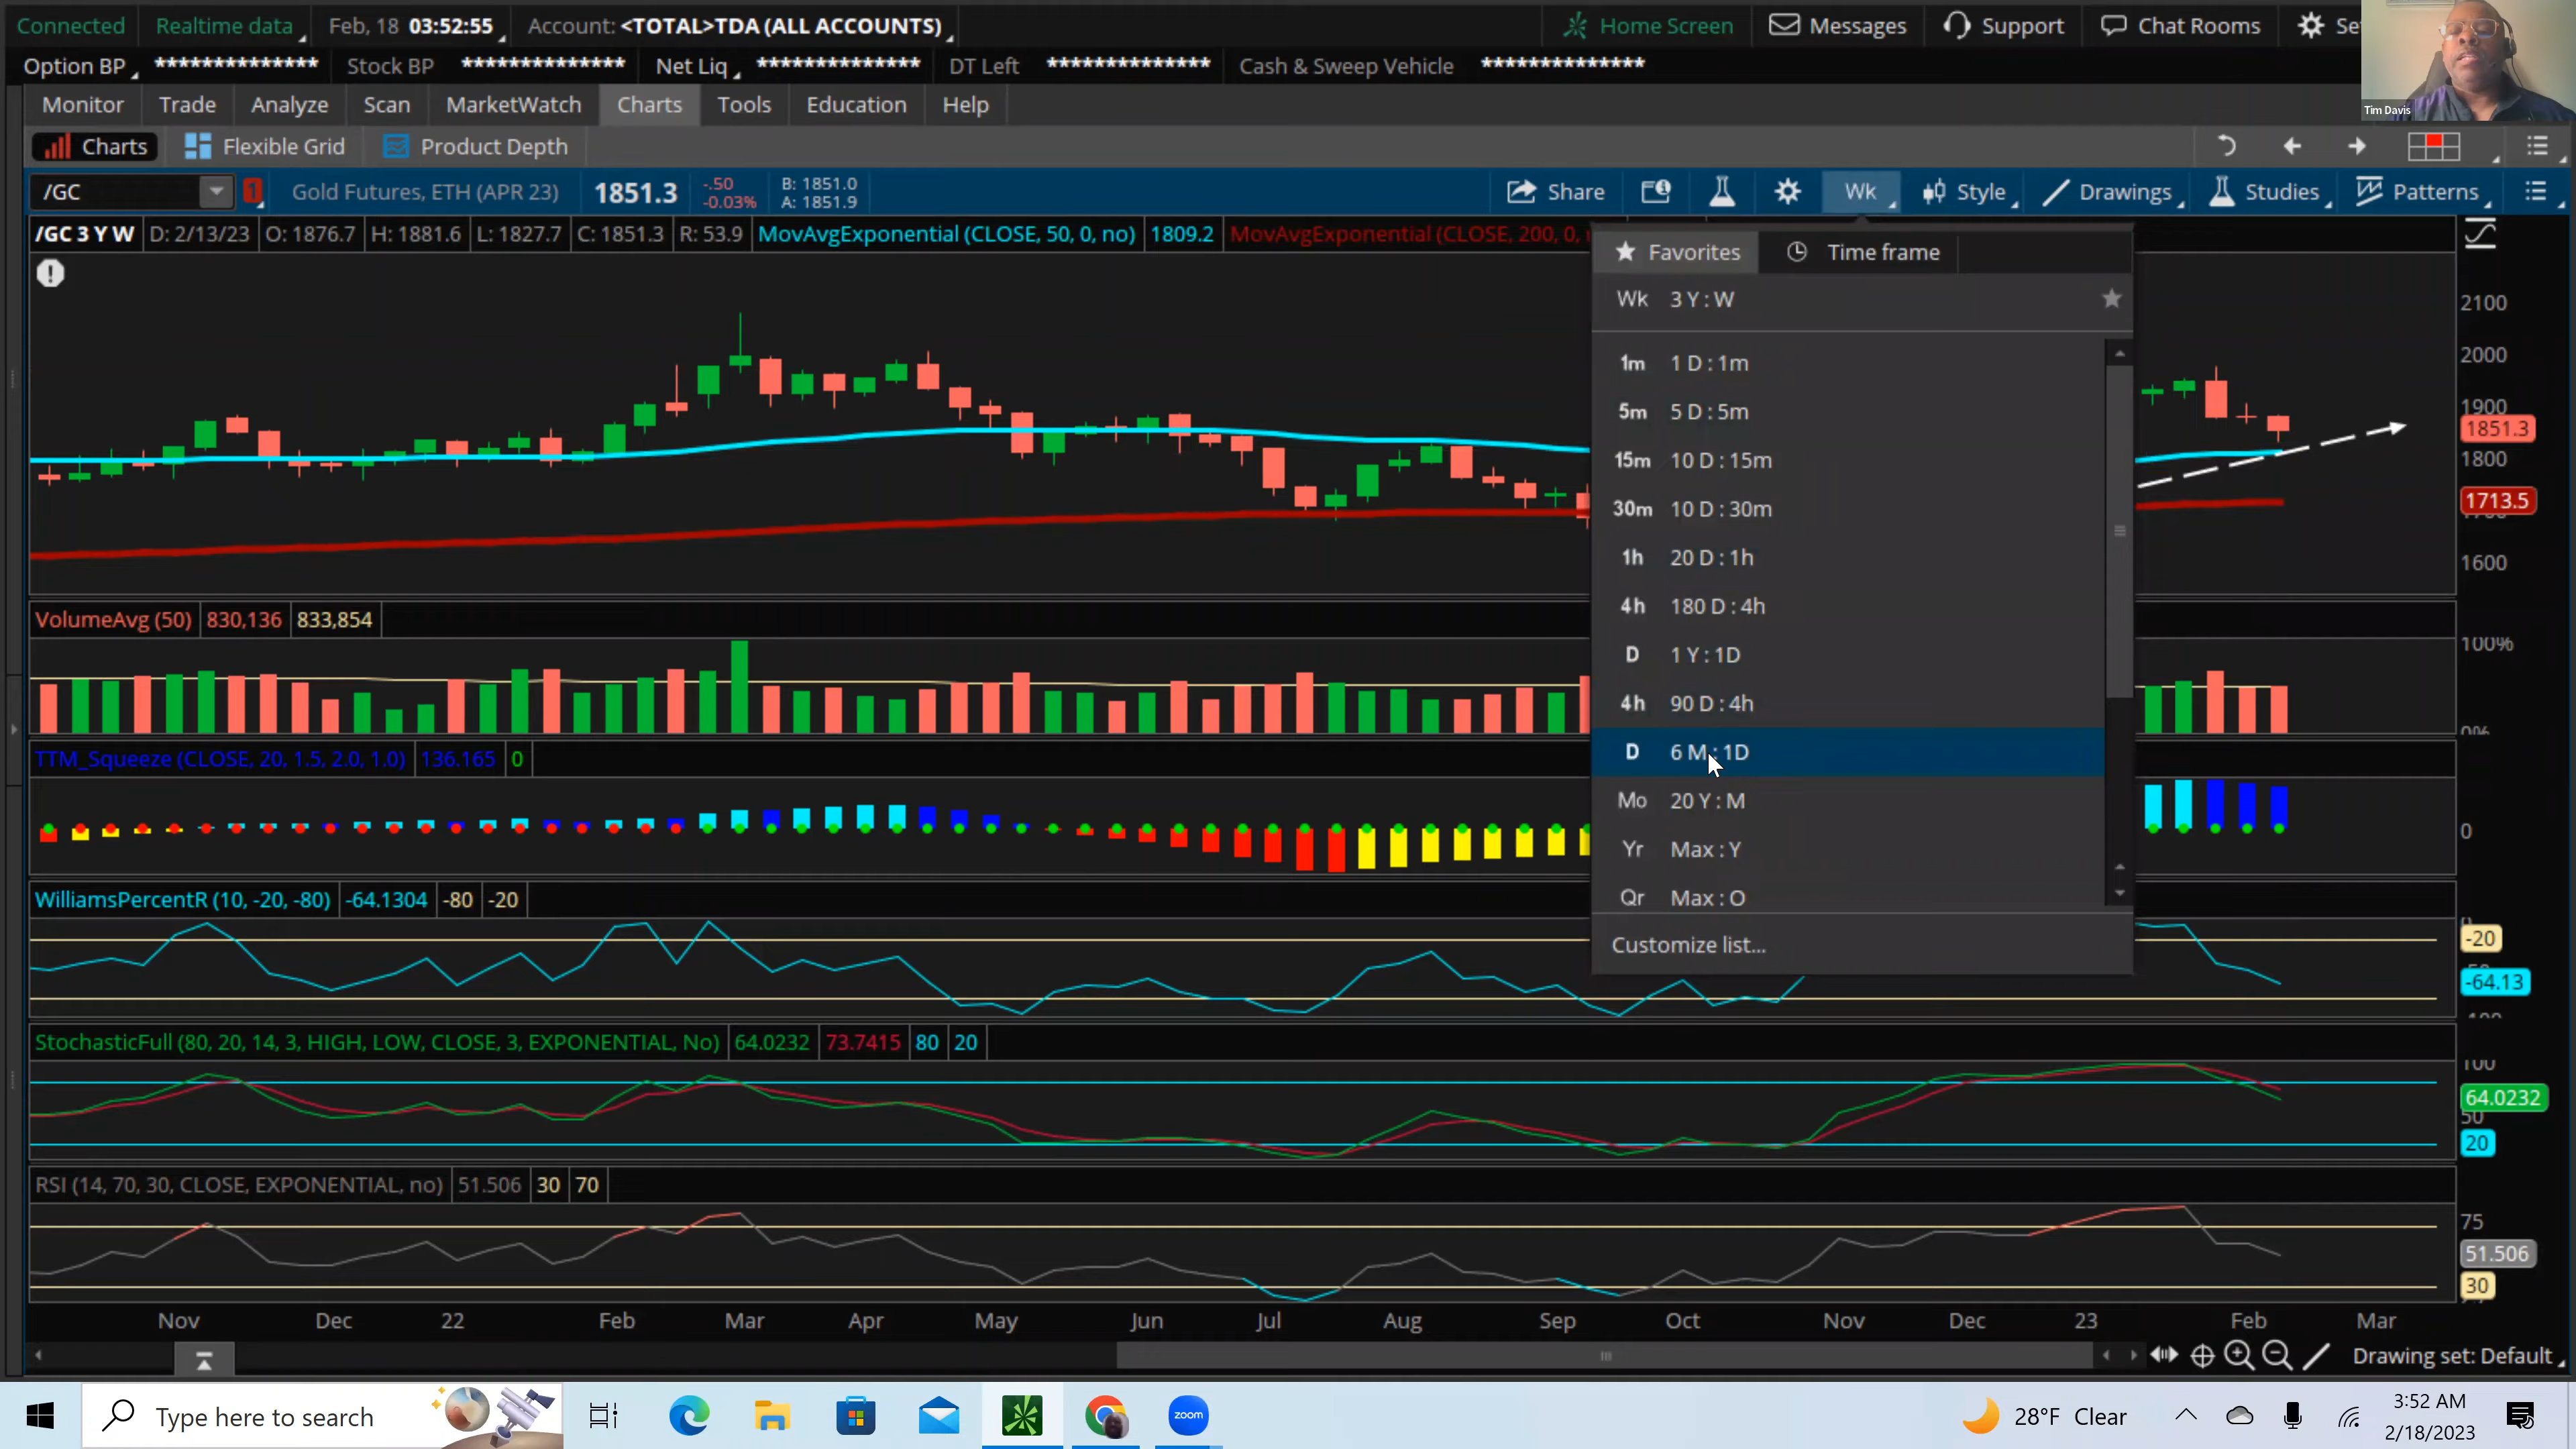 Connected Realtime data Feb, 18 03:52:55 Account: <TOTAL>TDA (ALL ACCOUNTS) Home Screen Messages Support Chat Rooms
Option BP ************** Stock BP ************** Net Liq ************** DT Left ************** Cash & Sweep Vehicle **************
Tim Davis
Monitor Trade Analyze Scan MarketWatch Charts Tools Education Help
Charts Flexible Grid Product Depth
/GC 1 Gold Futures, ETH (APR 23) 1851.3 -.50 B: 1851.0 Share Wk Style Drawings Studies Patterns
-0.03% A: 1851.9
/GC 3 Y W D: 2/13/23 O: 1876.7 H: 1881.6 L: 1827.7 C: 1851.3 R: 53.9 MovAvgExponential (CLOSE, 50, 0, no) 1809.2 MovAvgExponential (CLOSE, 200, 0,
Favorites Time frame
Wk 3 Y : W
1m 1 D : 1m
5m 5 D : 5m
15m 10 D : 15m
30m 10 D : 30m
1h 20 D : 1h
4h 180 D : 4h
D 1 Y : 1D
4h 90 D : 4h
D 6 M : 1D
Mo 20 Y : M
Yr Max : Y
Qr Max : Q
Customize list...
2100
2000
1900
1851.3
1800
1713.5
1600
VolumeAvg (50) 830,136 833,854
100%
0%
TTM_Squeeze (CLOSE, 20, 1.5, 2.0, 1.0) 136.165 0
0
WilliamsPercentR (10, -20, -80) -64.1304 -80 -20
-20
-64.13
StochasticFull (80, 20, 14, 3, HIGH, LOW, CLOSE, 3, EXPONENTIAL, No) 64.0232 73.7415 80 20
100
64.0232
50
20
RSI (14, 70, 30, CLOSE, EXPONENTIAL, no) 51.506 30 70
75
51.506
30
Nov Dec 22 Feb Mar Apr May Jun Jul Aug Sep Oct Nov Dec 23 Feb Mar
Drawing set: Default
Type here to search zoom 28°F Clear 3:52 AM
2/18/2023